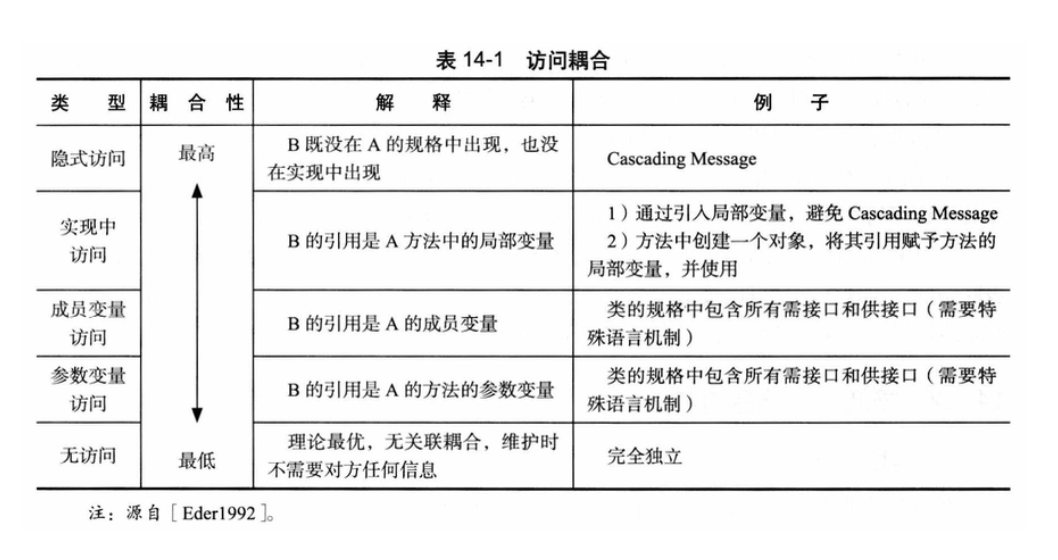 表 14-1 访问耦合
类 型 耦 合 性 解 释 例 子
隐式访问 最高 B 既没在 A 的规格中出现，也没在实现中出现 Cascading Message
实现中访问 B 的引用是 A 方法中的局部变量 1）通过引入局部变量，避免 Cascading Message
2）方法中创建一个对象，将其引用赋予方法的局部变量，并使用
成员变量访问 B 的引用是 A 的成员变量 类的规格中包含所有需接口和供接口（需要特殊语言机制）
参数变量访问 B 的引用是 A 的方法的参数变量 类的规格中包含所有需接口和供接口（需要特殊语言机制）
无访问 最低 理论最优，无关联耦合，维护时不需要对方任何信息 完全独立
注：源自［Eder1992］。